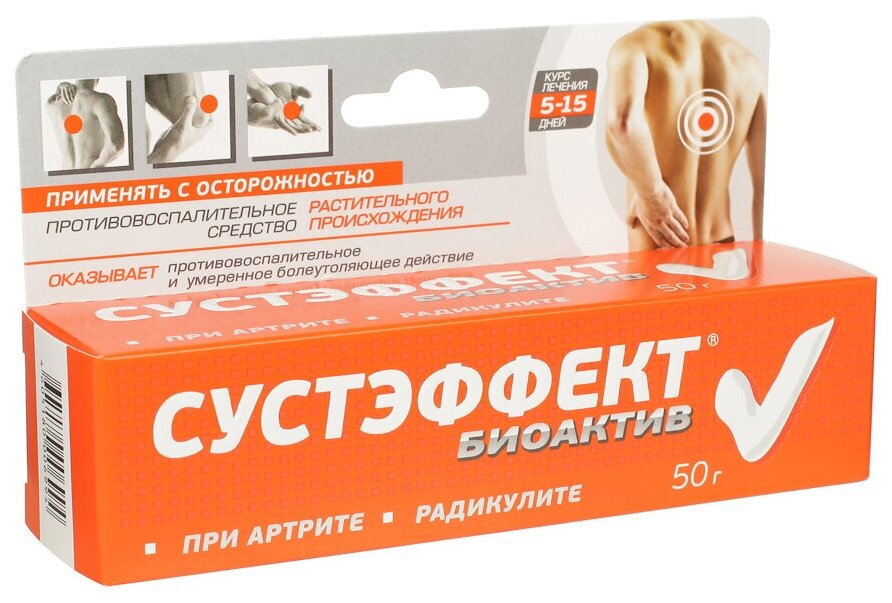 КУРС
ЛЕЧЕНИЯ
5-15
ДНЕЙ
ПРИМЕНЯТЬ С ОСТОРОЖНОСТЬЮ
ПРОТИВОВОСПАЛИТЕЛЬНОЕ РАСТИТЕЛЬНОГО
СРЕДСТВО ПРОИСХОЖДЕНИЯ
ОКАЗЫВАЕТ противовоспалительное
и умеренное болеутоляющее действие
СУСТЭФФЕКТ®
БИОАКТИВ
50 г
ПРИ АРТРИТЕ ▪ РАДИКУЛИТЕ
СУСТЭФФЕКТ®
БИОАКТИВ
50 г
▪ ПРИ АРТРИТЕ ▪ РАДИКУЛИТЕ